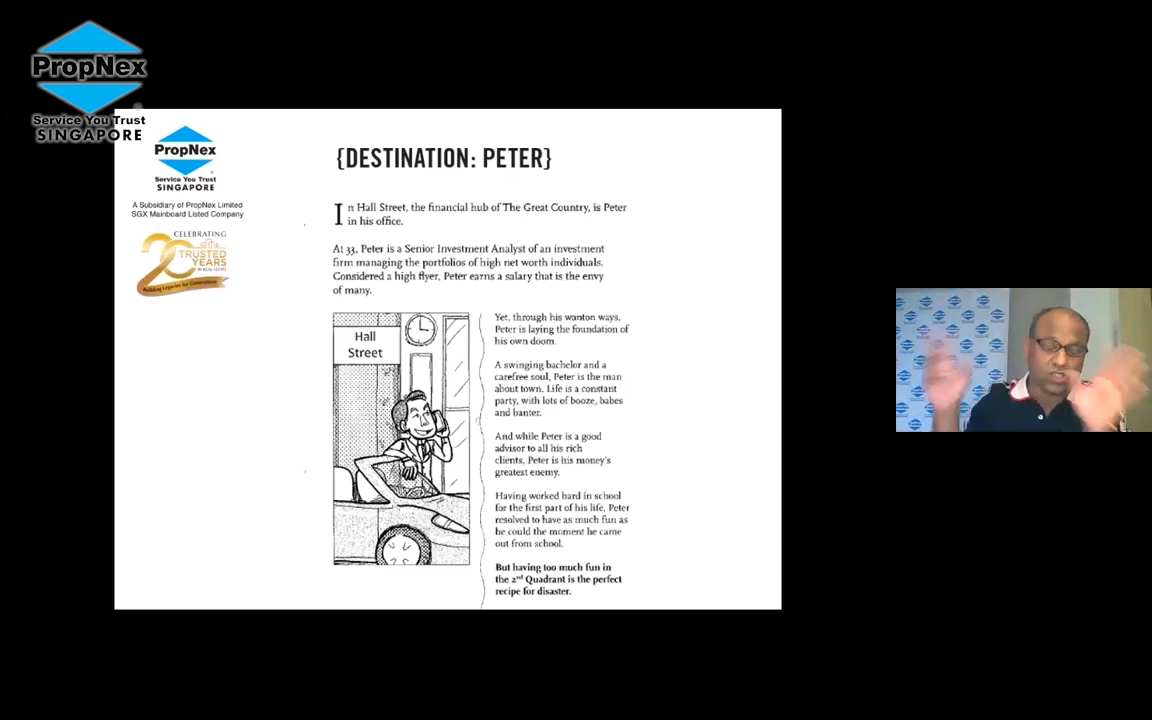 PropNex
Service You Trust
SINGAPORE
PropNex
Service You Trust
SINGAPORE
A Subsidiary of PropNex Limited
SGX Mainboard Listed Company
CELEBRATING
20
TRUSTED
YEARS
IN REAL ESTATE
Building Legacies for Generations
{DESTINATION: PETER}
In Hall Street, the financial hub of The Great Country, is Peter
in his office.
At 33, Peter is a Senior Investment Analyst of an investment
firm managing the portfolios of high net worth individuals.
Considered a high flyer, Peter earns a salary that is the envy
of many.
Hall
Street
Yet, through his wanton ways,
Peter is laying the foundation of
his own doom.
A swinging bachelor and a
carefree soul, Peter is the man
about town. Life is a constant
party, with lots of booze, babes
and banter.
And while Peter is a good
advisor to all his rich
clients, Peter is his money's
greatest enemy.
Having worked hard in school
for the first part of his life, Peter
resolved to have as much fun as
he could the moment he came
out from school.
But having too much fun in
the 2nd Quadrant is the perfect
recipe for disaster.